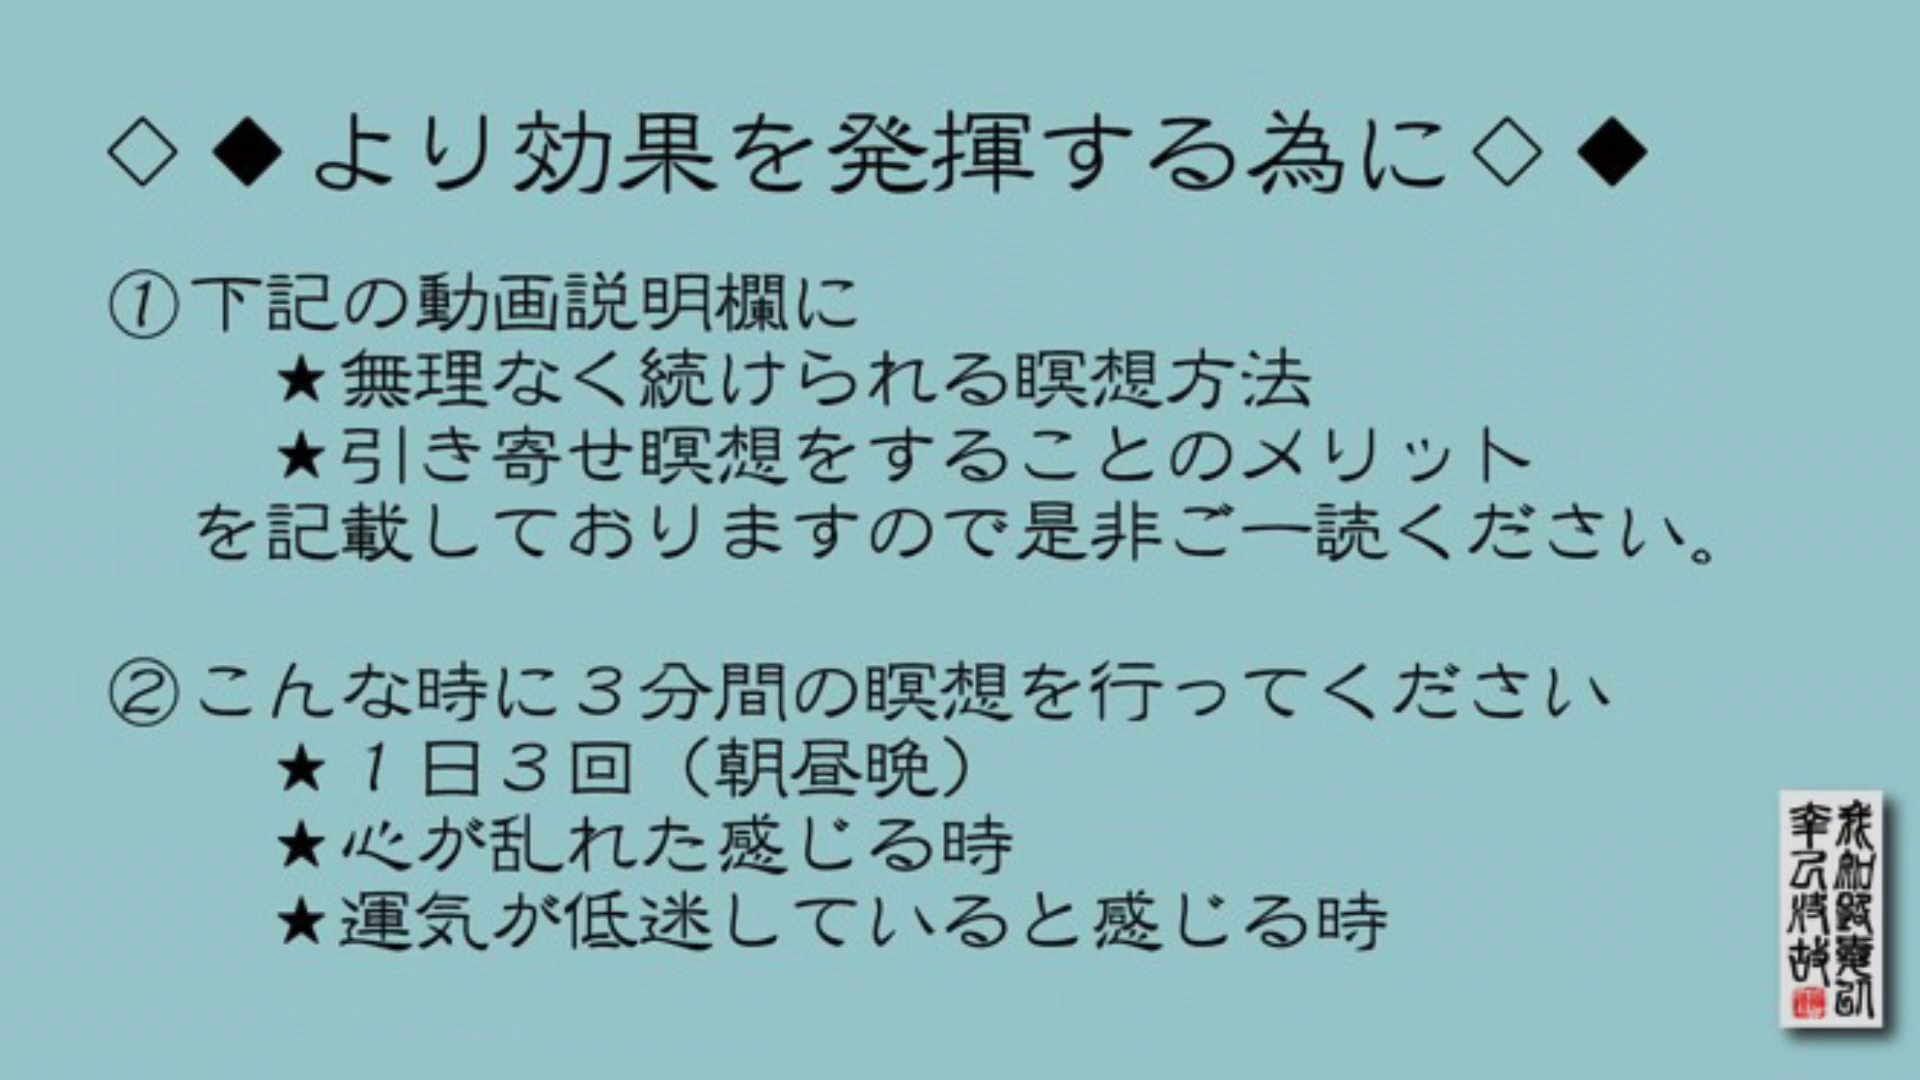 ◇◆より効果を発揮する為に◇◆
①下記の動画説明欄に
★無理なく続けられる瞑想方法
★引き寄せ瞑想をすることのメリット
を記載しておりますので是非ご一読ください。
②こんな時に３分間の瞑想を行ってください
★１日３回（朝昼晩）
★心が乱れた感じる時
★運気が低迷していると感じる時